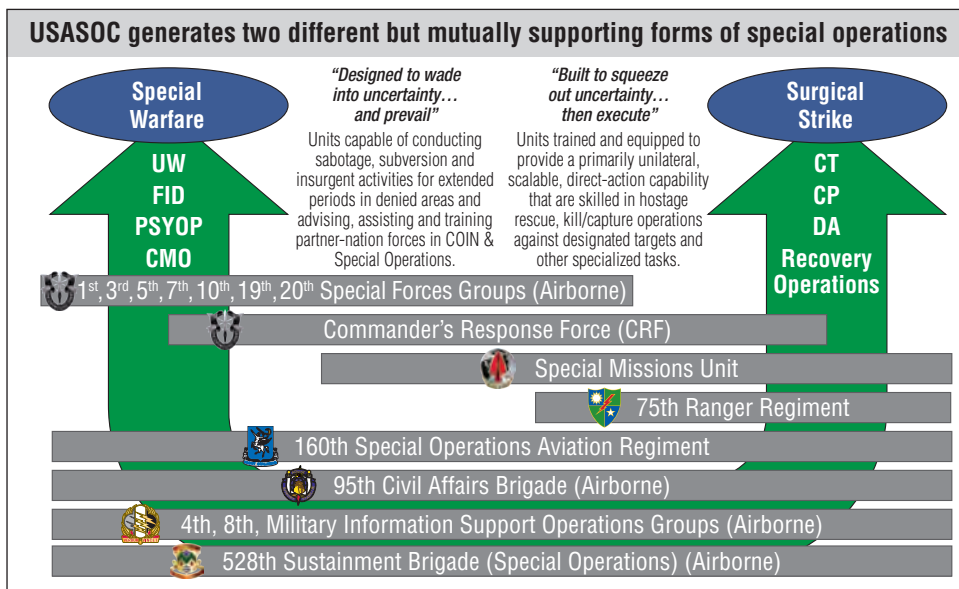 USASOC generates two different but mutually supporting forms of special operations
Special
Warfare
UW
FID
PSYOP
CMO
"Designed to wade
into uncertainty…
and prevail"
Units capable of conducting
sabotage, subversion and
insurgent activities for extended
periods in denied areas and
advising, assisting and training
partner-nation forces in COIN &
Special Operations.
"Built to squeeze
out uncertainty…
then execute"
Units trained and equipped to
provide a primarily unilateral,
scalable, direct-action capability
that are skilled in hostage
rescue, kill/capture operations
against designated targets and
other specialized tasks.
Surgical
Strike
CT
CP
DA
Recovery
Operations
1st, 3rd, 5th, 7th, 10th, 19th, 20th Special Forces Groups (Airborne)
Commander's Response Force (CRF)
Special Missions Unit
75th Ranger Regiment
160th Special Operations Aviation Regiment
95th Civil Affairs Brigade (Airborne)
4th, 8th, Military Information Support Operations Groups (Airborne)
528th Sustainment Brigade (Special Operations) (Airborne)